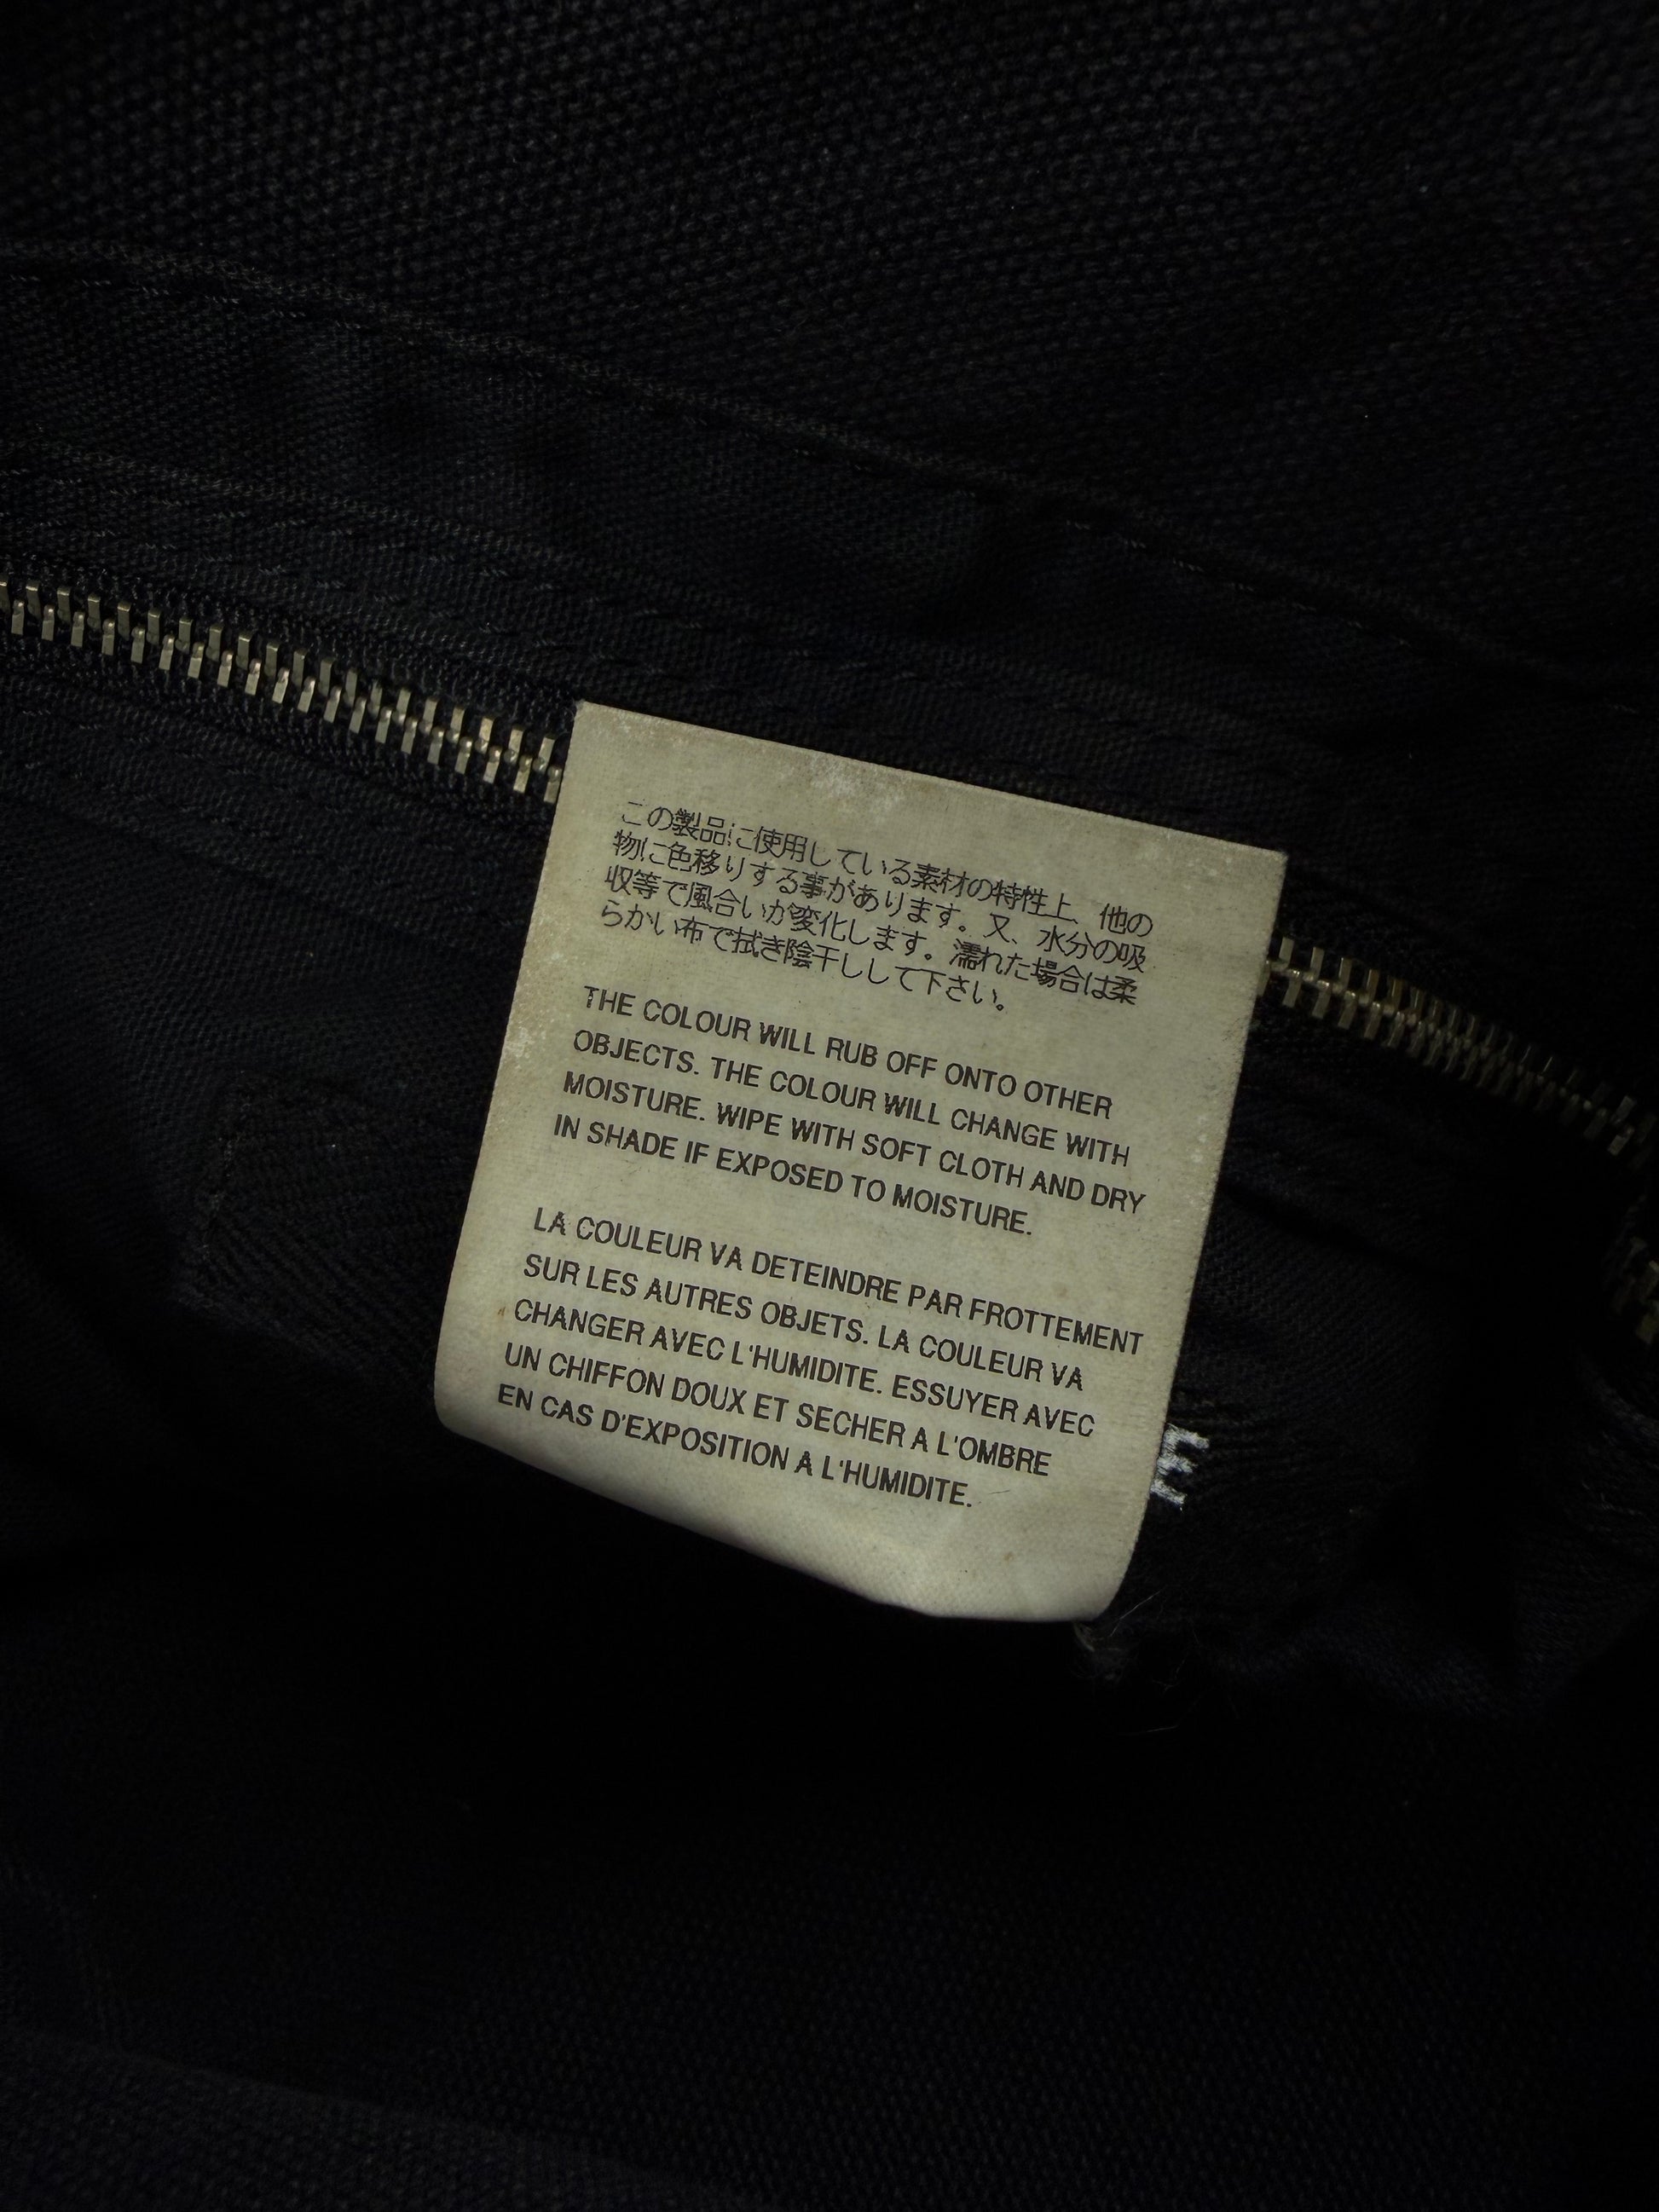 この製品に使用している素材の特性上、他の
物に色移りする事があります。又、水分の吸
収等で風合いが変化します。濡れた場合は柔
らかい布で拭き陰干しして下さい。
THE COLOUR WILL RUB OFF ONTO OTHER
OBJECTS. THE COLOUR WILL CHANGE WITH
MOISTURE. WIPE WITH SOFT CLOTH AND DRY
IN SHADE IF EXPOSED TO MOISTURE.
LA COULEUR VA DETEINDRE PAR FROTTEMENT
SUR LES AUTRES OBJETS. LA COULEUR VA
CHANGER AVEC L'HUMIDITE. ESSUYER AVEC
UN CHIFFON DOUX ET SECHER A L'OMBRE
EN CAS D'EXPOSITION A L'HUMIDITE.